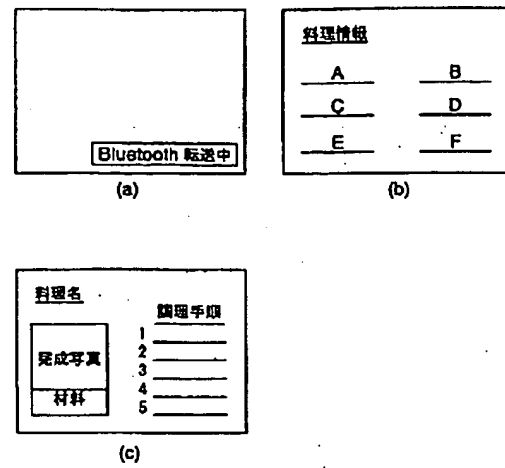 Bluetooth 転送中
(a)
料理情報
A B
C D
E F
(b)
料理名
調理手順
完成写真
材料
1
2
3
4
5
(c)